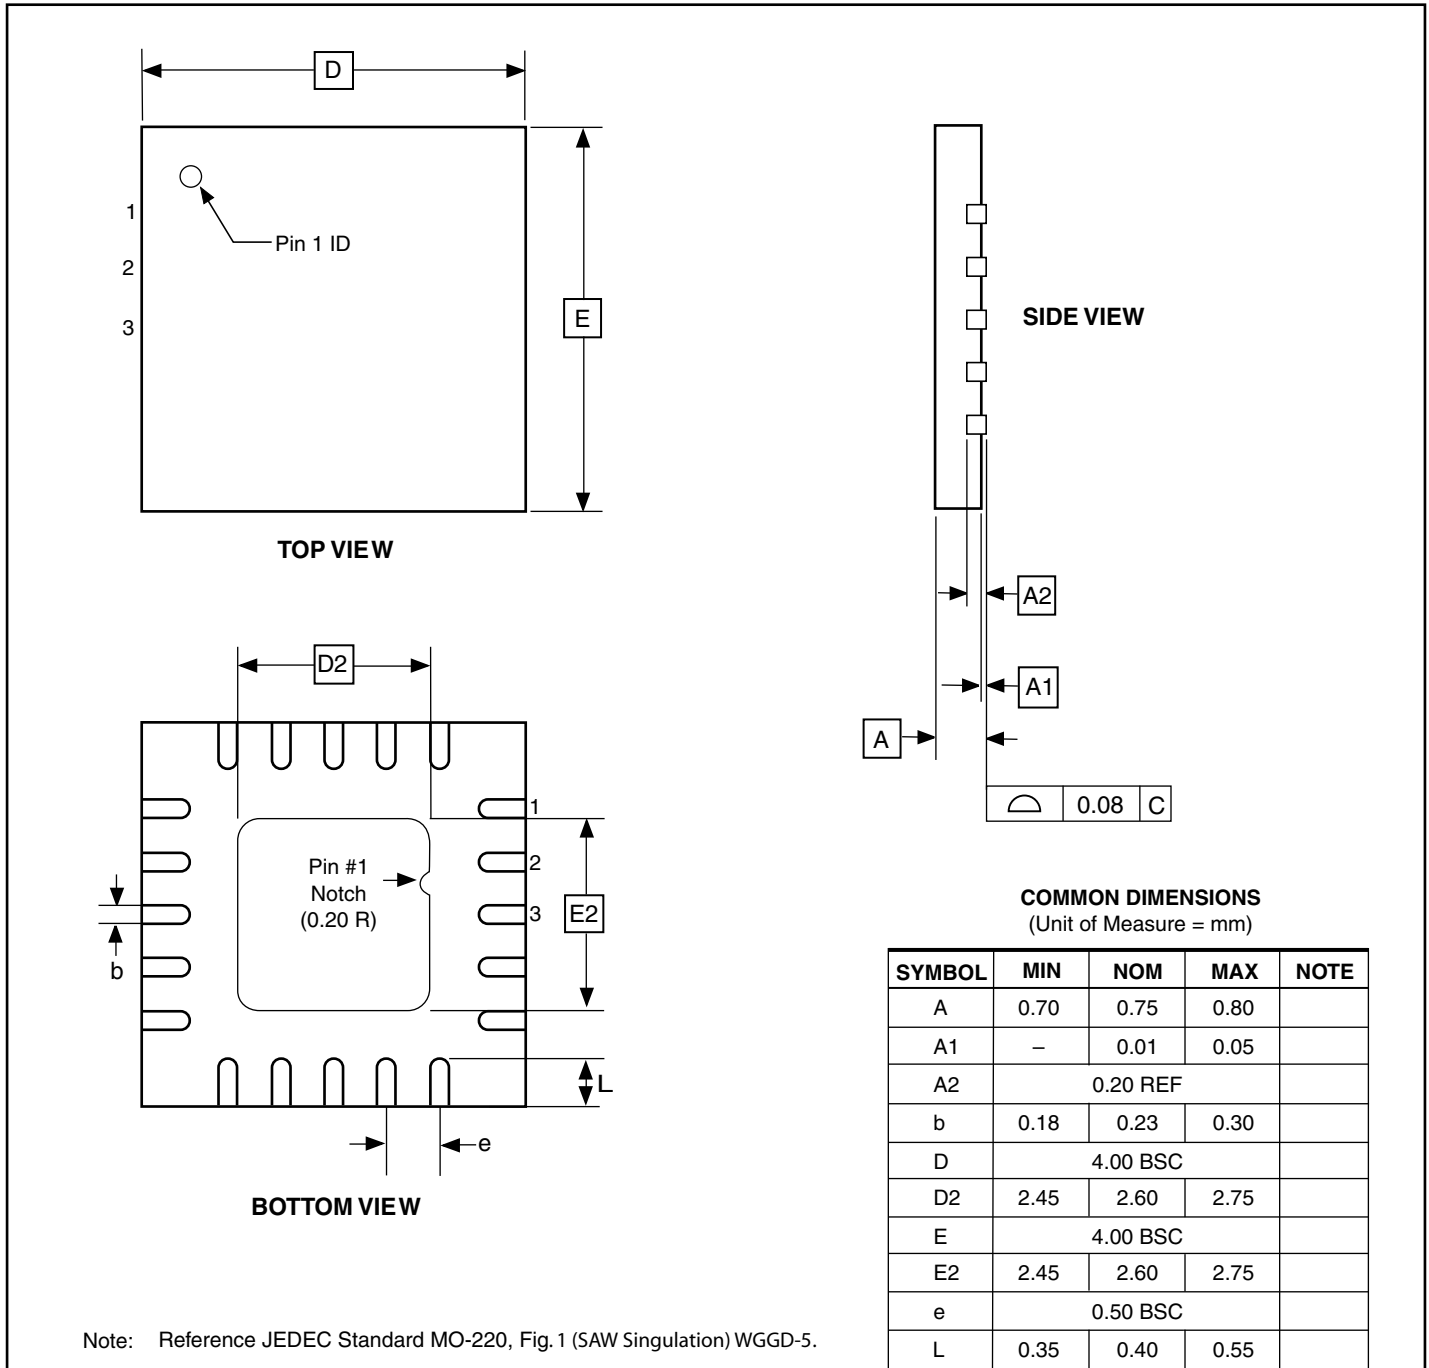 D
1
Pin 1 ID
2
3
E
SIDE VIEW
TOP VIEW
A2
D2
A1
A
0.08 C
1
Pin #1
Notch
(0.20 R)
2
3
E2
b
L
e
BOTTOM VIEW
COMMON DIMENSIONS
(Unit of Measure = mm)
SYMBOL MIN NOM MAX NOTE
A 0.70 0.75 0.80
A1 – 0.01 0.05
A2 0.20 REF
b 0.18 0.23 0.30
D 4.00 BSC
D2 2.45 2.60 2.75
E 4.00 BSC
E2 2.45 2.60 2.75
e 0.50 BSC
L 0.35 0.40 0.55
Note: Reference JEDEC Standard MO-220, Fig. 1 (SAW Singulation) WGGD-5.